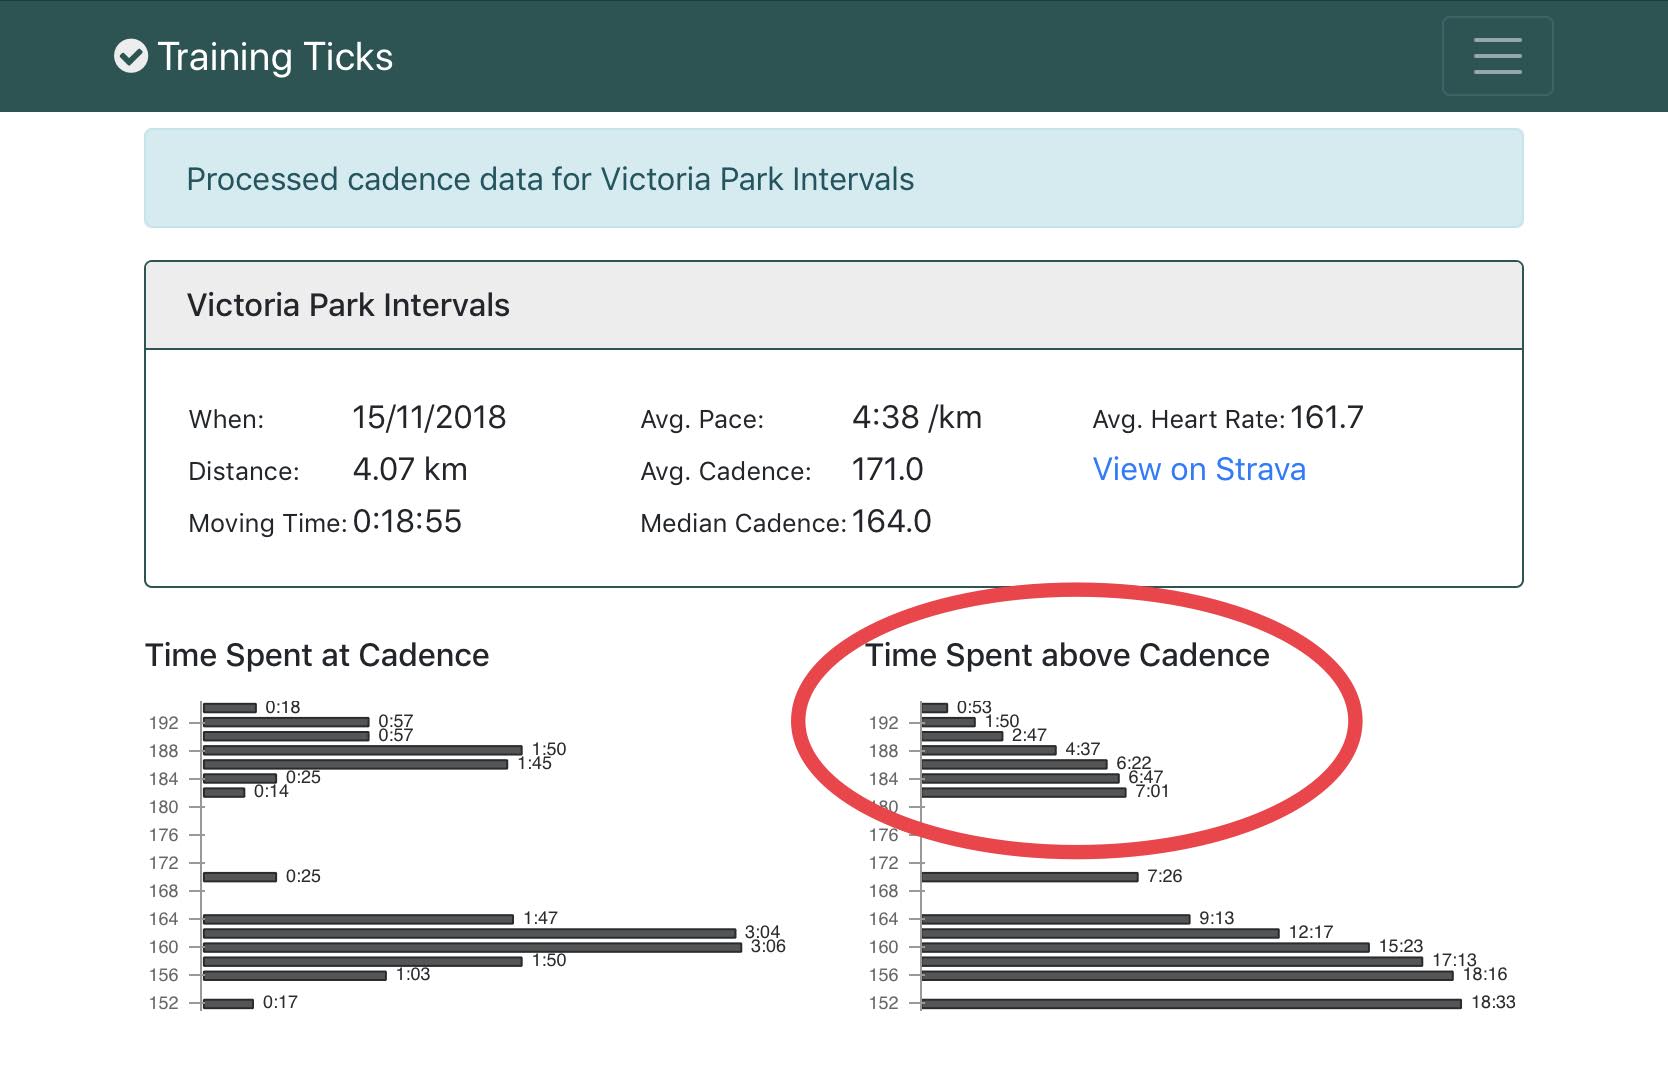 Training Ticks
Processed cadence data for Victoria Park Intervals
Victoria Park Intervals
When: 15/11/2018
Distance: 4.07 km
Moving Time: 0:18:55
Avg. Pace: 4:38 /km
Avg. Cadence: 171.0
Median Cadence: 164.0
Avg. Heart Rate: 161.7
View on Strava
Time Spent at Cadence
0:18
192 0:57
0:57
188 1:50
1:45
184 0:25
0:14
180
176
172
0:25
168
164 1:47
3:04
160 3:06
1:50
156 1:03
152 0:17
Time Spent above Cadence
0:53
192 1:50
2:47
188 4:37
6:22
184 6:47
7:01
180
176
172
7:26
168
164 9:13
12:17
160 15:23
17:13
156 18:16
152 18:33